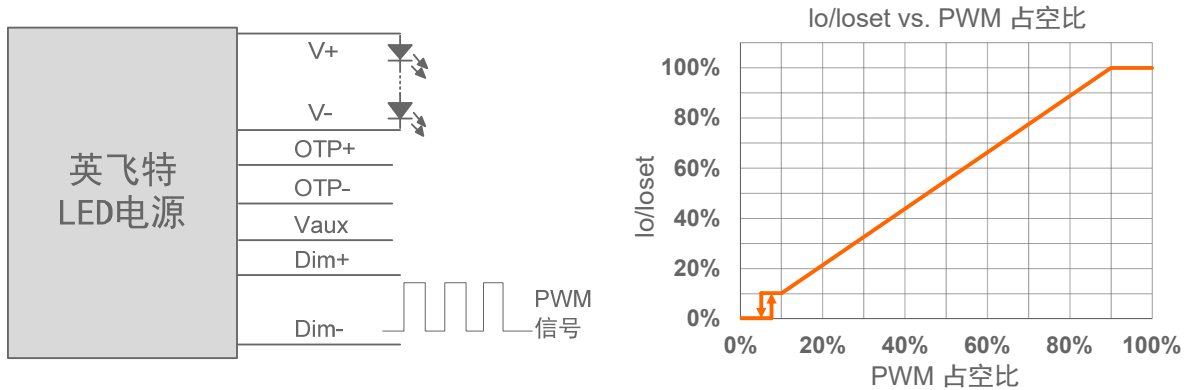 英飞特
LED电源
V+
V-
OTP+
OTP-
Vaux
Dim+
Dim-
PWM
信号
Io/Ioset vs. PWM 占空比
Io/Ioset
100%
80%
60%
40%
20%
0%
0% 20% 40% 60% 80% 100%
PWM 占空比